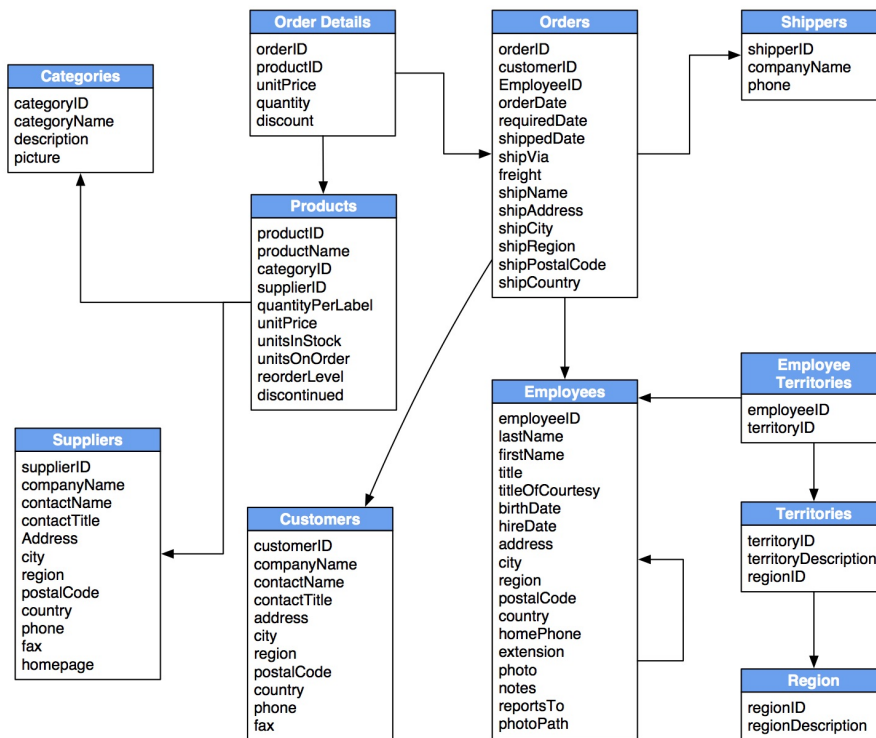 Order Details
orderID
productID
unitPrice
quantity
discount
Orders
orderID
customerID
EmployeeID
orderDate
requiredDate
shippedDate
shipVia
freight
shipName
shipAddress
shipCity
shipRegion
shipPostalCode
shipCountry
Shippers
shipperID
companyName
phone
Categories
categoryID
categoryName
description
picture
Products
productID
productName
categoryID
supplierID
quantityPerLabel
unitPrice
unitsInStock
unitsOnOrder
reorderLevel
discontinued
Suppliers
supplierID
companyName
contactName
contactTitle
Address
city
region
postalCode
country
phone
fax
homepage
Customers
customerID
companyName
contactName
contactTitle
address
city
region
postalCode
country
phone
fax
Employees
employeeID
lastName
firstName
title
titleOfCourtesy
birthDate
hireDate
address
city
region
postalCode
country
homePhone
extension
photo
notes
reportsTo
photoPath
Employee
Territories
employeeID
territoryID
Territories
territoryID
territoryDescription
regionID
Region
regionID
regionDescription